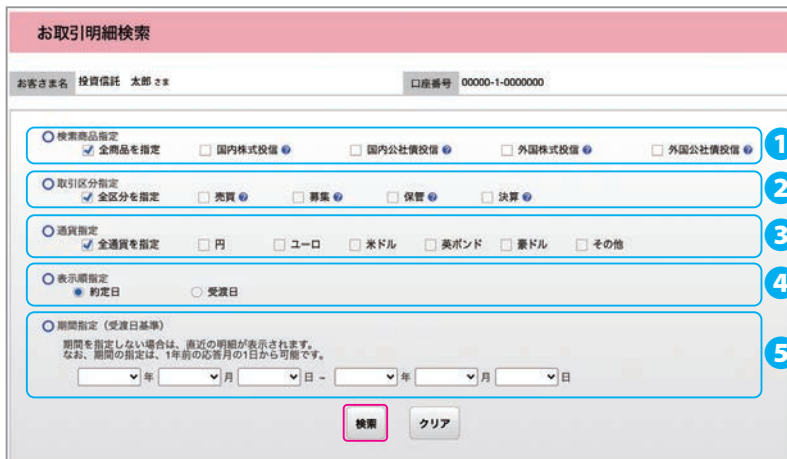 お取引明細検索
お客さま名 投資信託 太郎さま 口座番号 00000-1-0000000
検索商品指定
全商品を指定 国内株式投信 国内公社債投信 外国株式投信 外国公社債投信 1
取引区分指定
全区分を指定 売買 募集 保管 決算 2
通貨指定
全通貨を指定 円 ユーロ 米ドル 英ポンド 豪ドル その他 3
表示順指定
約定日 受渡日 4
期間指定（受渡日基準）
期間を指定しない場合は、直近の明細が表示されます。
なお、期間の指定は、1年前の応答月の1日から可能です。 5
年 月 日 - 年 月 日
検索 クリア